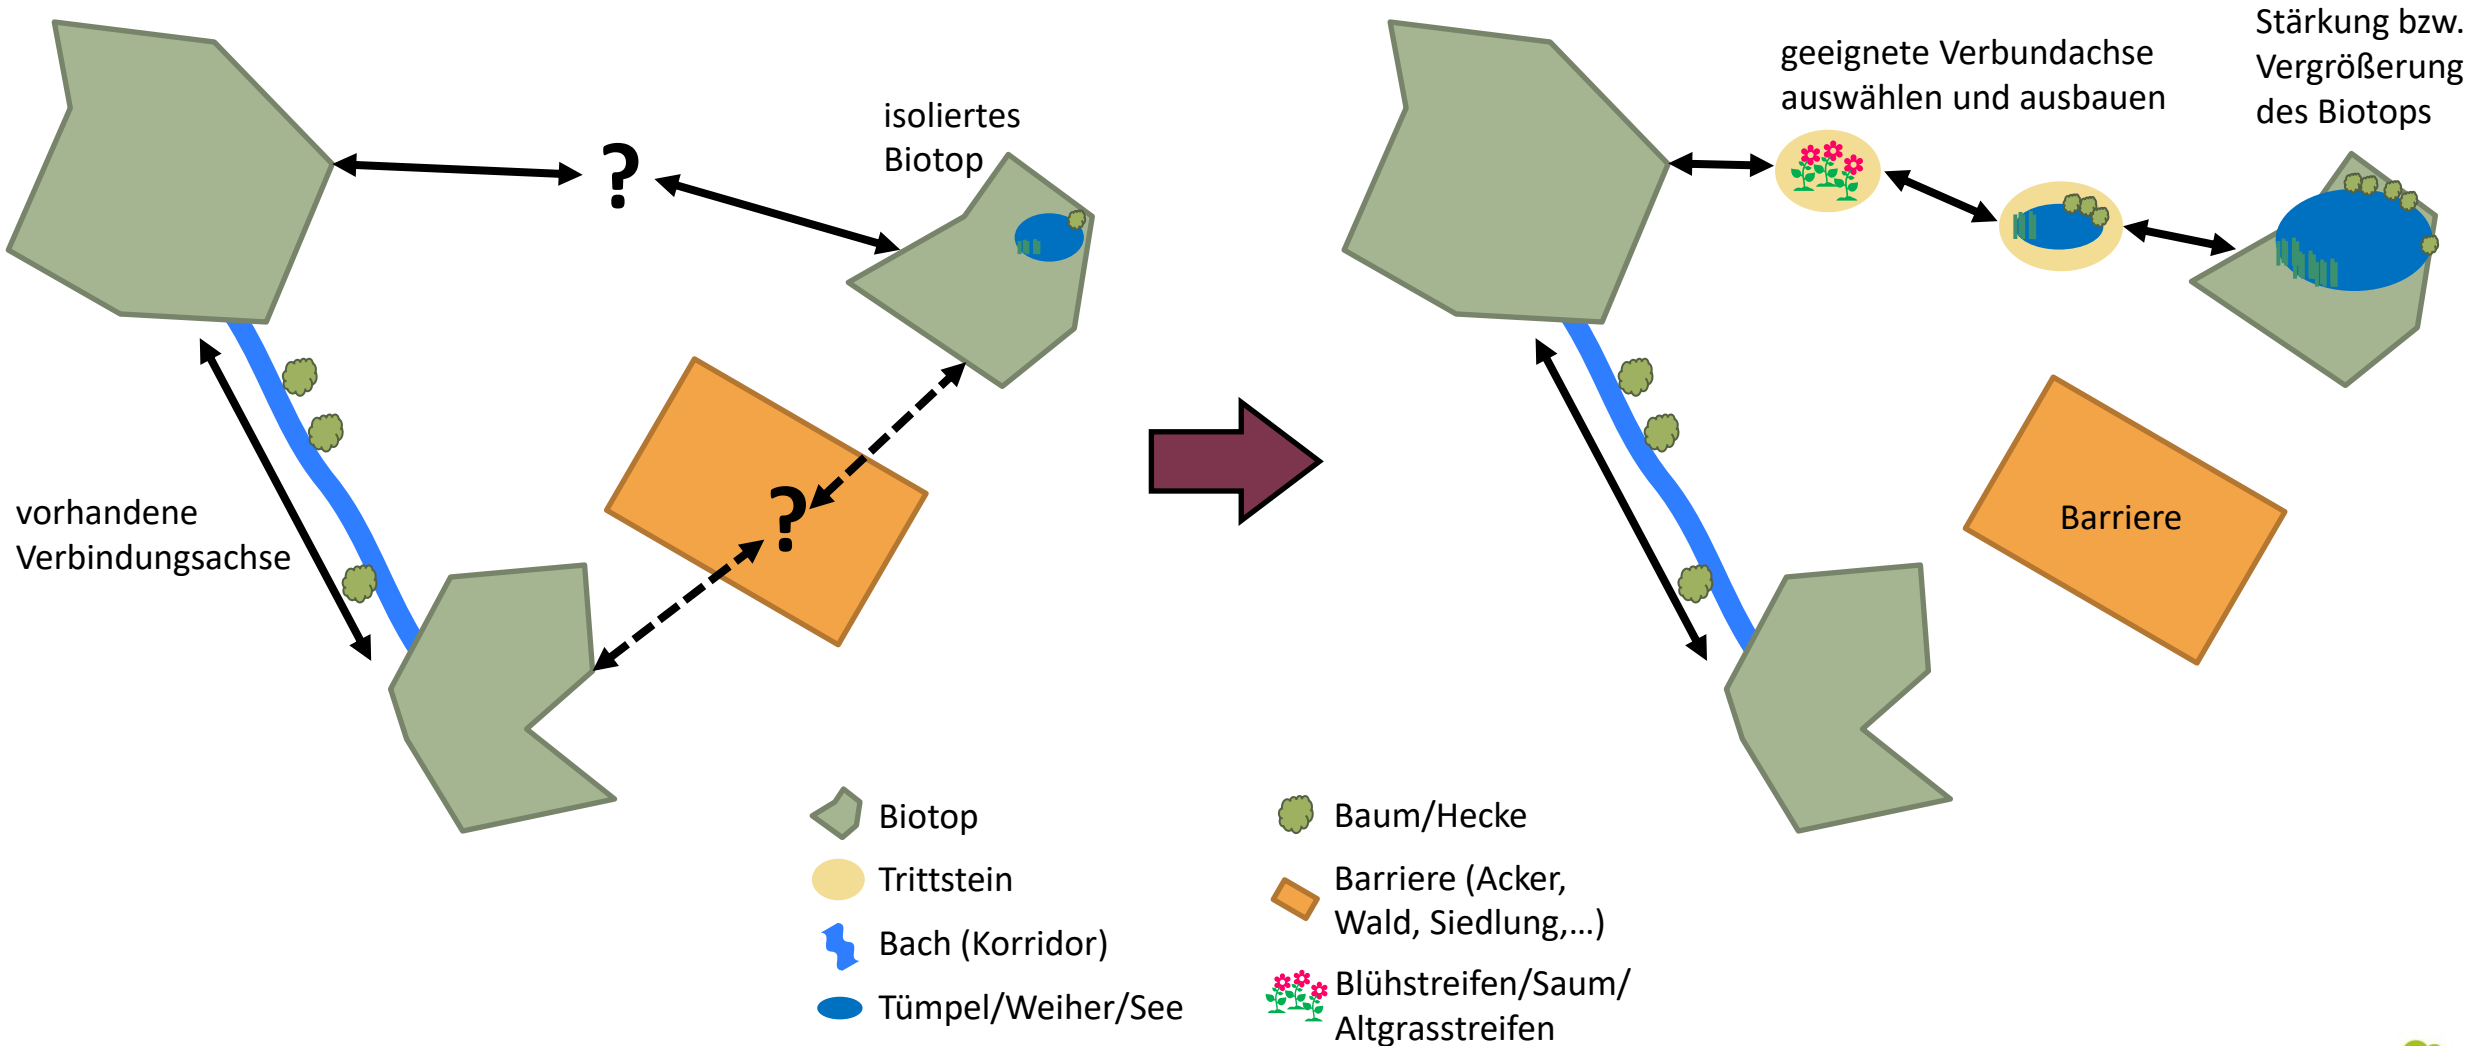 isoliertes
Biotop
?
?
vorhandene
Verbindungsachse
geeignete Verbundachse
auswählen und ausbauen
Stärkung bzw.
Vergrößerung
des Biotops
Barriere
Biotop
Trittstein
Bach (Korridor)
Tümpel/Weiher/See
Baum/Hecke
Barriere (Acker,
Wald, Siedlung,...)
Blühstreifen/Saum/
Altgrasstreifen